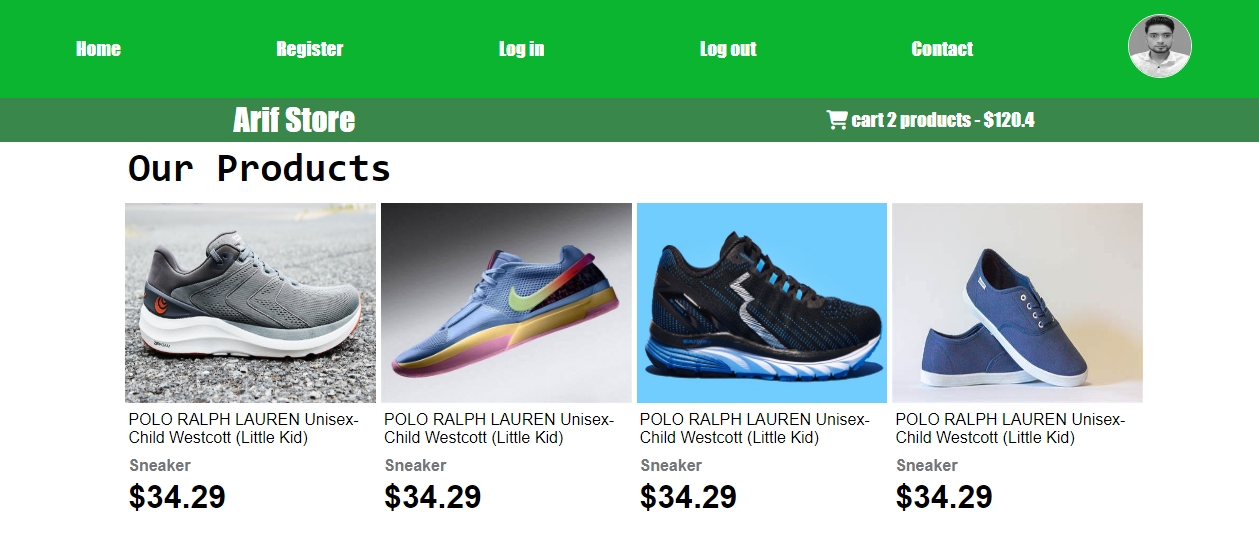 Home Register Log in Log out Contact
Arif Store cart 2 products - $120.4
Our Products
POLO RALPH LAUREN Unisex-
Child Westcott (Little Kid)
Sneaker
$34.29
POLO RALPH LAUREN Unisex-
Child Westcott (Little Kid)
Sneaker
$34.29
POLO RALPH LAUREN Unisex-
Child Westcott (Little Kid)
Sneaker
$34.29
POLO RALPH LAUREN Unisex-
Child Westcott (Little Kid)
Sneaker
$34.29